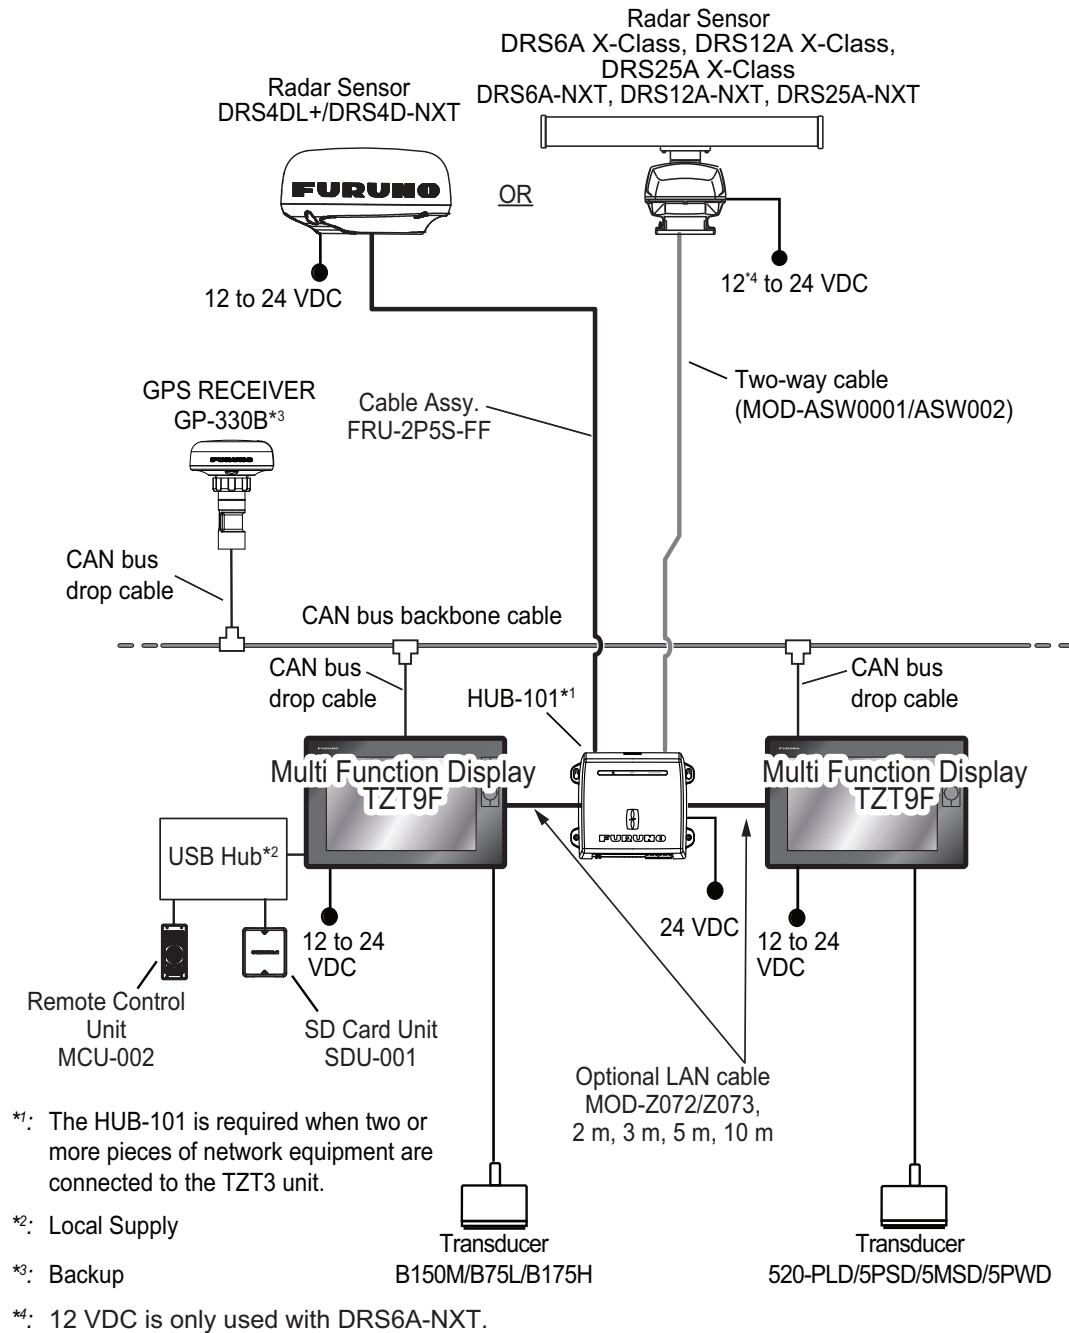 Radar Sensor
DRS6A X-Class, DRS12A X-Class,
DRS25A X-Class
DRS6A-NXT, DRS12A-NXT, DRS25A-NXT
Radar Sensor
DRS4DL+/DRS4D-NXT
FURUNO
OR
12 to 24 VDC
12*4 to 24 VDC
GPS RECEIVER
GP-330B*3
FURUNO
Cable Assy.
FRU-2P5S-FF
Two-way cable
(MOD-ASW0001/ASW002)
CAN bus
drop cable
CAN bus backbone cable
CAN bus
drop cable
HUB-101*1
CAN bus
drop cable
FURUNO
Multi Function Display
TZT9F
FURUNO
FURUNO
Multi Function Display
TZT9F
USB Hub*2
12 to 24
VDC
24 VDC
12 to 24
VDC
Remote Control
Unit
MCU-002
SD Card Unit
SDU-001
Optional LAN cable
MOD-Z072/Z073,
2 m, 3 m, 5 m, 10 m
*1: The HUB-101 is required when two or
more pieces of network equipment are
connected to the TZT3 unit.
*2: Local Supply
*3: Backup
*4: 12 VDC is only used with DRS6A-NXT.
Transducer
B150M/B75L/B175H
Transducer
520-PLD/5PSD/5MSD/5PWD